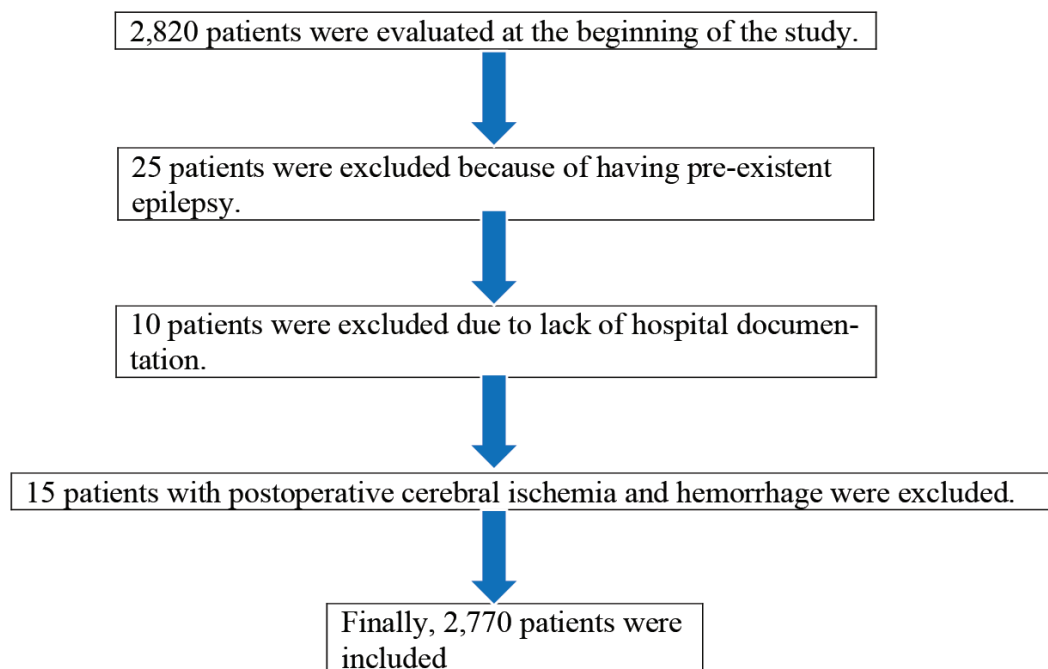 2,820 patients were evaluated at the beginning of the study.
25 patients were excluded because of having pre-existent
epilepsy.
10 patients were excluded due to lack of hospital documen-
tation.
15 patients with postoperative cerebral ischemia and hemorrhage were excluded.
Finally, 2,770 patients were
included